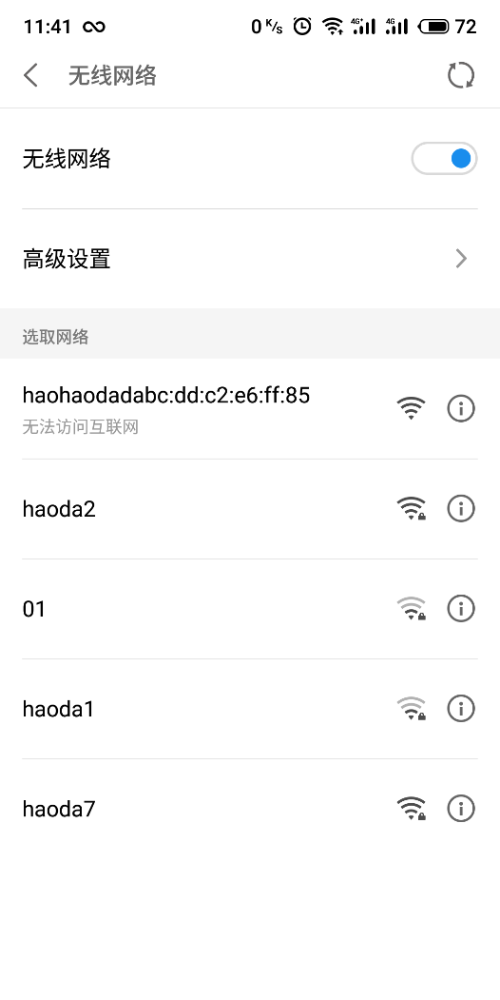 11:41 0 K/s 4G+ 4G 72
无线网络
无线网络
高级设置
选取网络
haohaodadabc:dd:c2:e6:ff:85
无法访问互联网
haoda2
01
haoda1
haoda7